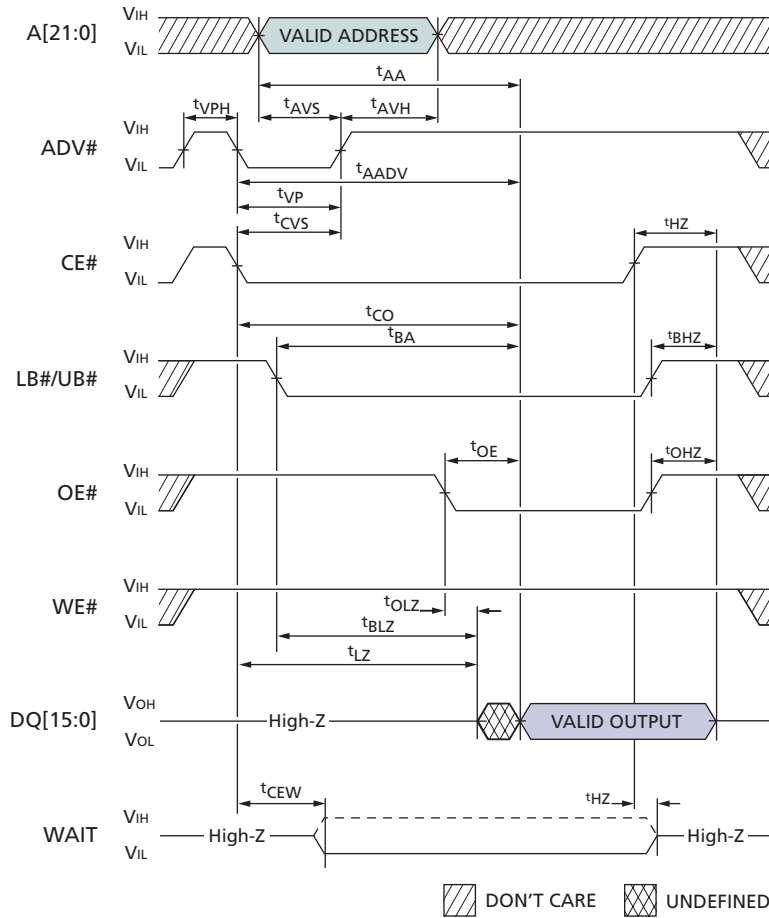 A[21:0] VIH VIL VALID ADDRESS
tAA
tVPH tAVS tAVH
ADV# VIH VIL
tAADV
tVP
tCVS
CE# VIH VIL tHZ
tCO
tBA
LB#/UB# VIH VIL tBHZ
OE# VIH VIL tOE tOHZ
WE# VIH VIL
tOLZ
tBLZ
tLZ
DQ[15:0] VOH VOL High-Z VALID OUTPUT
tCEW tHZ
WAIT VIH VIL High-Z High-Z
DON'T CARE UNDEFINED